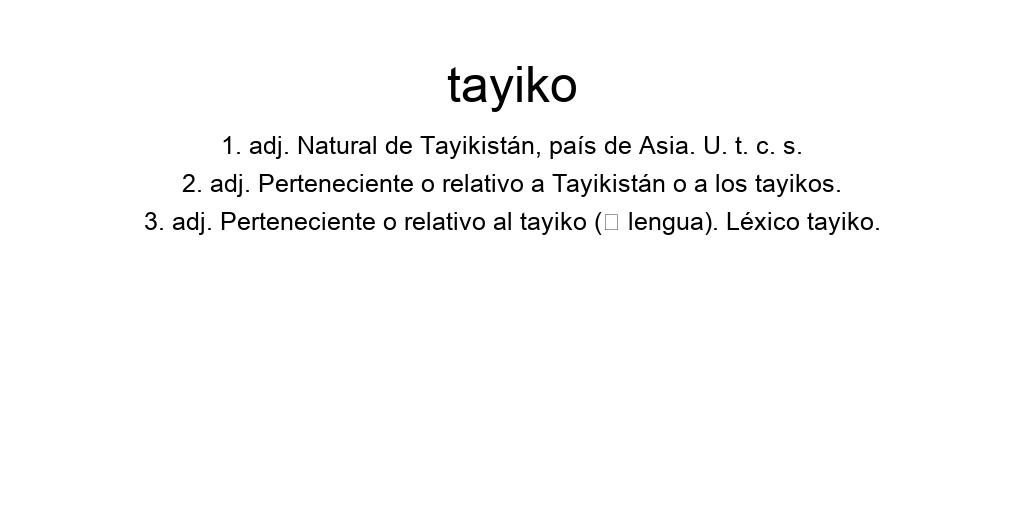 tayiko
1. adj. Natural de Tayikistán, país de Asia. U. t. c. s.
2. adj. Perteneciente o relativo a Tayikistán o a los tayikos.
3. adj. Perteneciente o relativo al tayiko (□ lengua). Léxico tayiko.